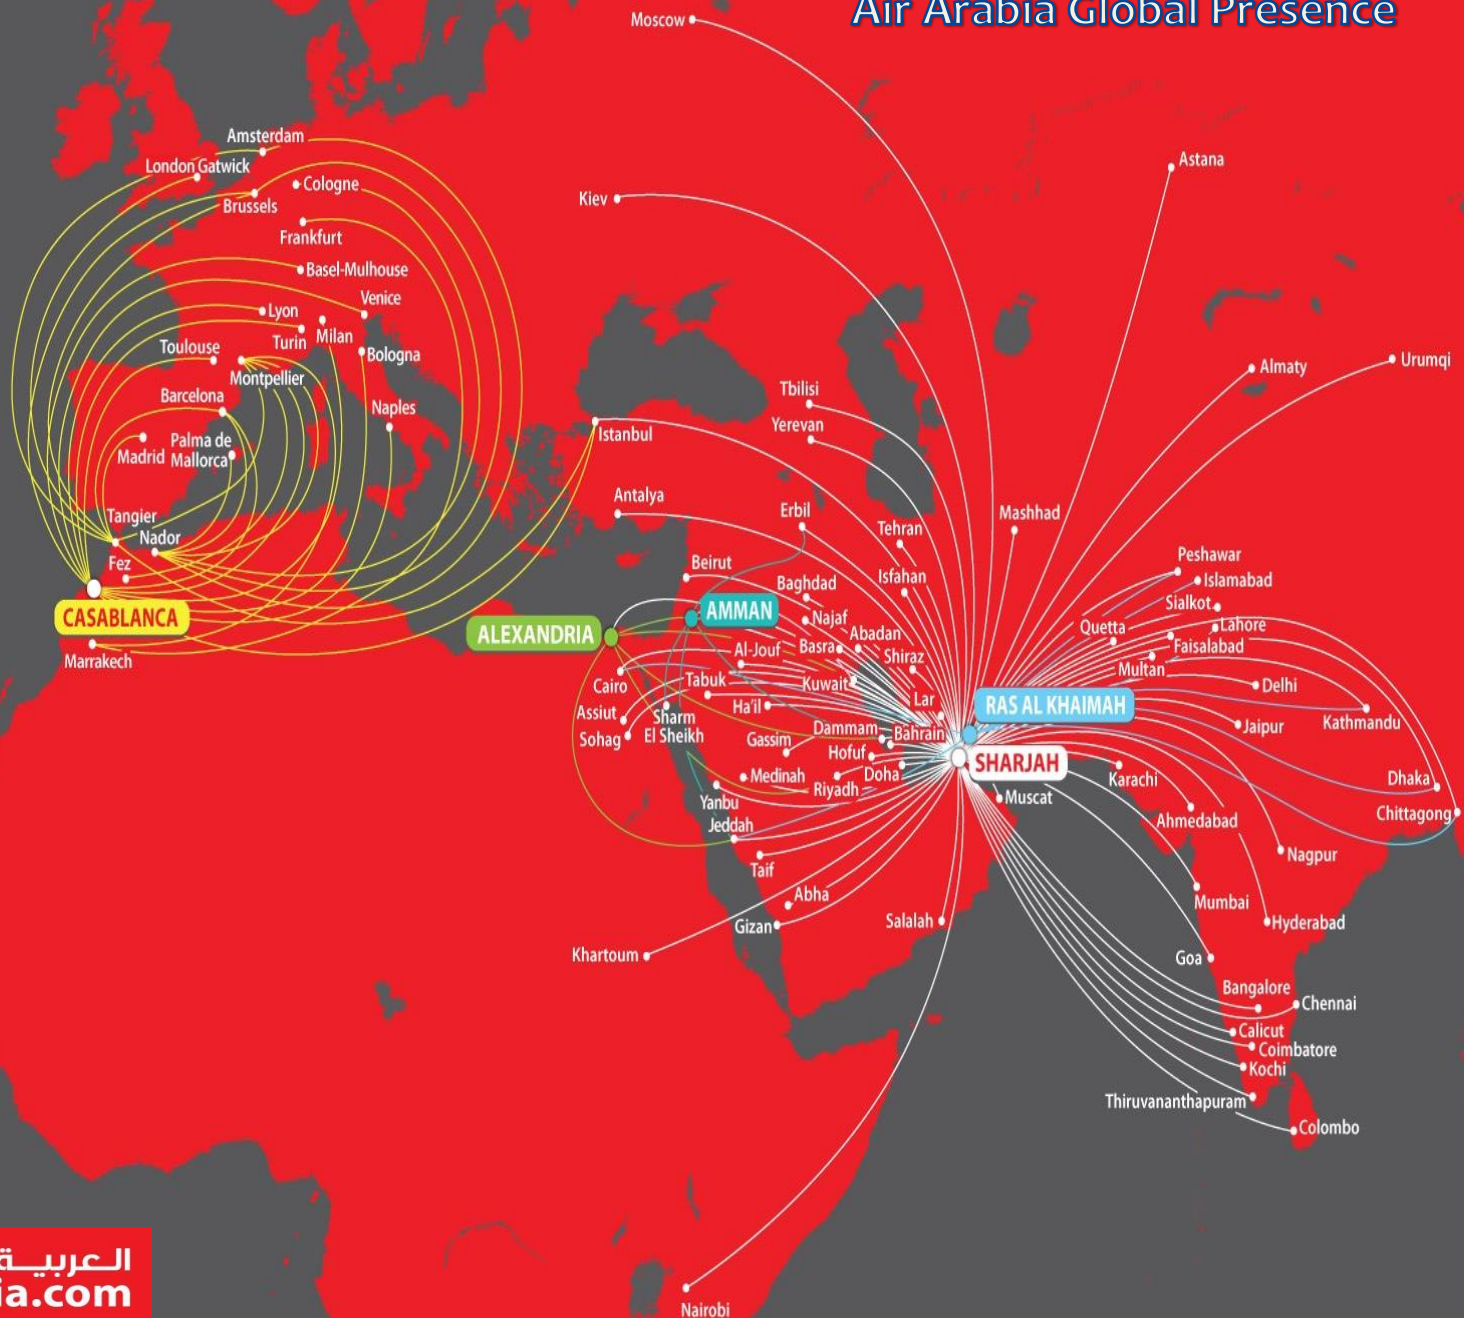 Air Arabia Global Presence
Moscow
Amsterdam
London Gatwick
Astana
Cologne
Kiev
Brussels
Frankfurt
Basel-Mulhouse
Venice
Lyon
Turin
Milan
Toulouse
Bologna
Montpellier
Almaty
Urumqi
Tbilisi
Barcelona
Naples
Yerevan
Istanbul
Madrid
Palma de
Mallorca
Antalya
Erbil
Mashhad
Tangier
Nador
Tehran
Fez
Beirut
Isfahan
Peshawar
Islamabad
Baghdad
CASABLANCA
AMMAN
Sialkot
ALEXANDRIA
Najaf
Quetta
Lahore
Abadan
Basra
Al-Jouf
Faisalabad
Marrakech
Shiraz
Multan
Cairo
Tabuk
Kuwait
Delhi
Lar
RAS AL KHAIMAH
Assiut
Ha'il
Sharm
El Sheikh
Kathmandu
Jaipur
Sohag
Gassim
Dammam
Bahrain
Hofuf
SHARJAH
Medinah
Riyadh
Doha
Karachi
Dhaka
Yanbu
Muscat
Chittagong
Jeddah
Ahmedabad
Nagpur
Taif
Abha
Mumbai
Gizan
Salalah
Hyderabad
Khartoum
Goa
Bangalore
Chennai
Calicut
Coimbatore
Kochi
Thiruvananthapuram
Colombo
العربية
ia.com
Nairobi